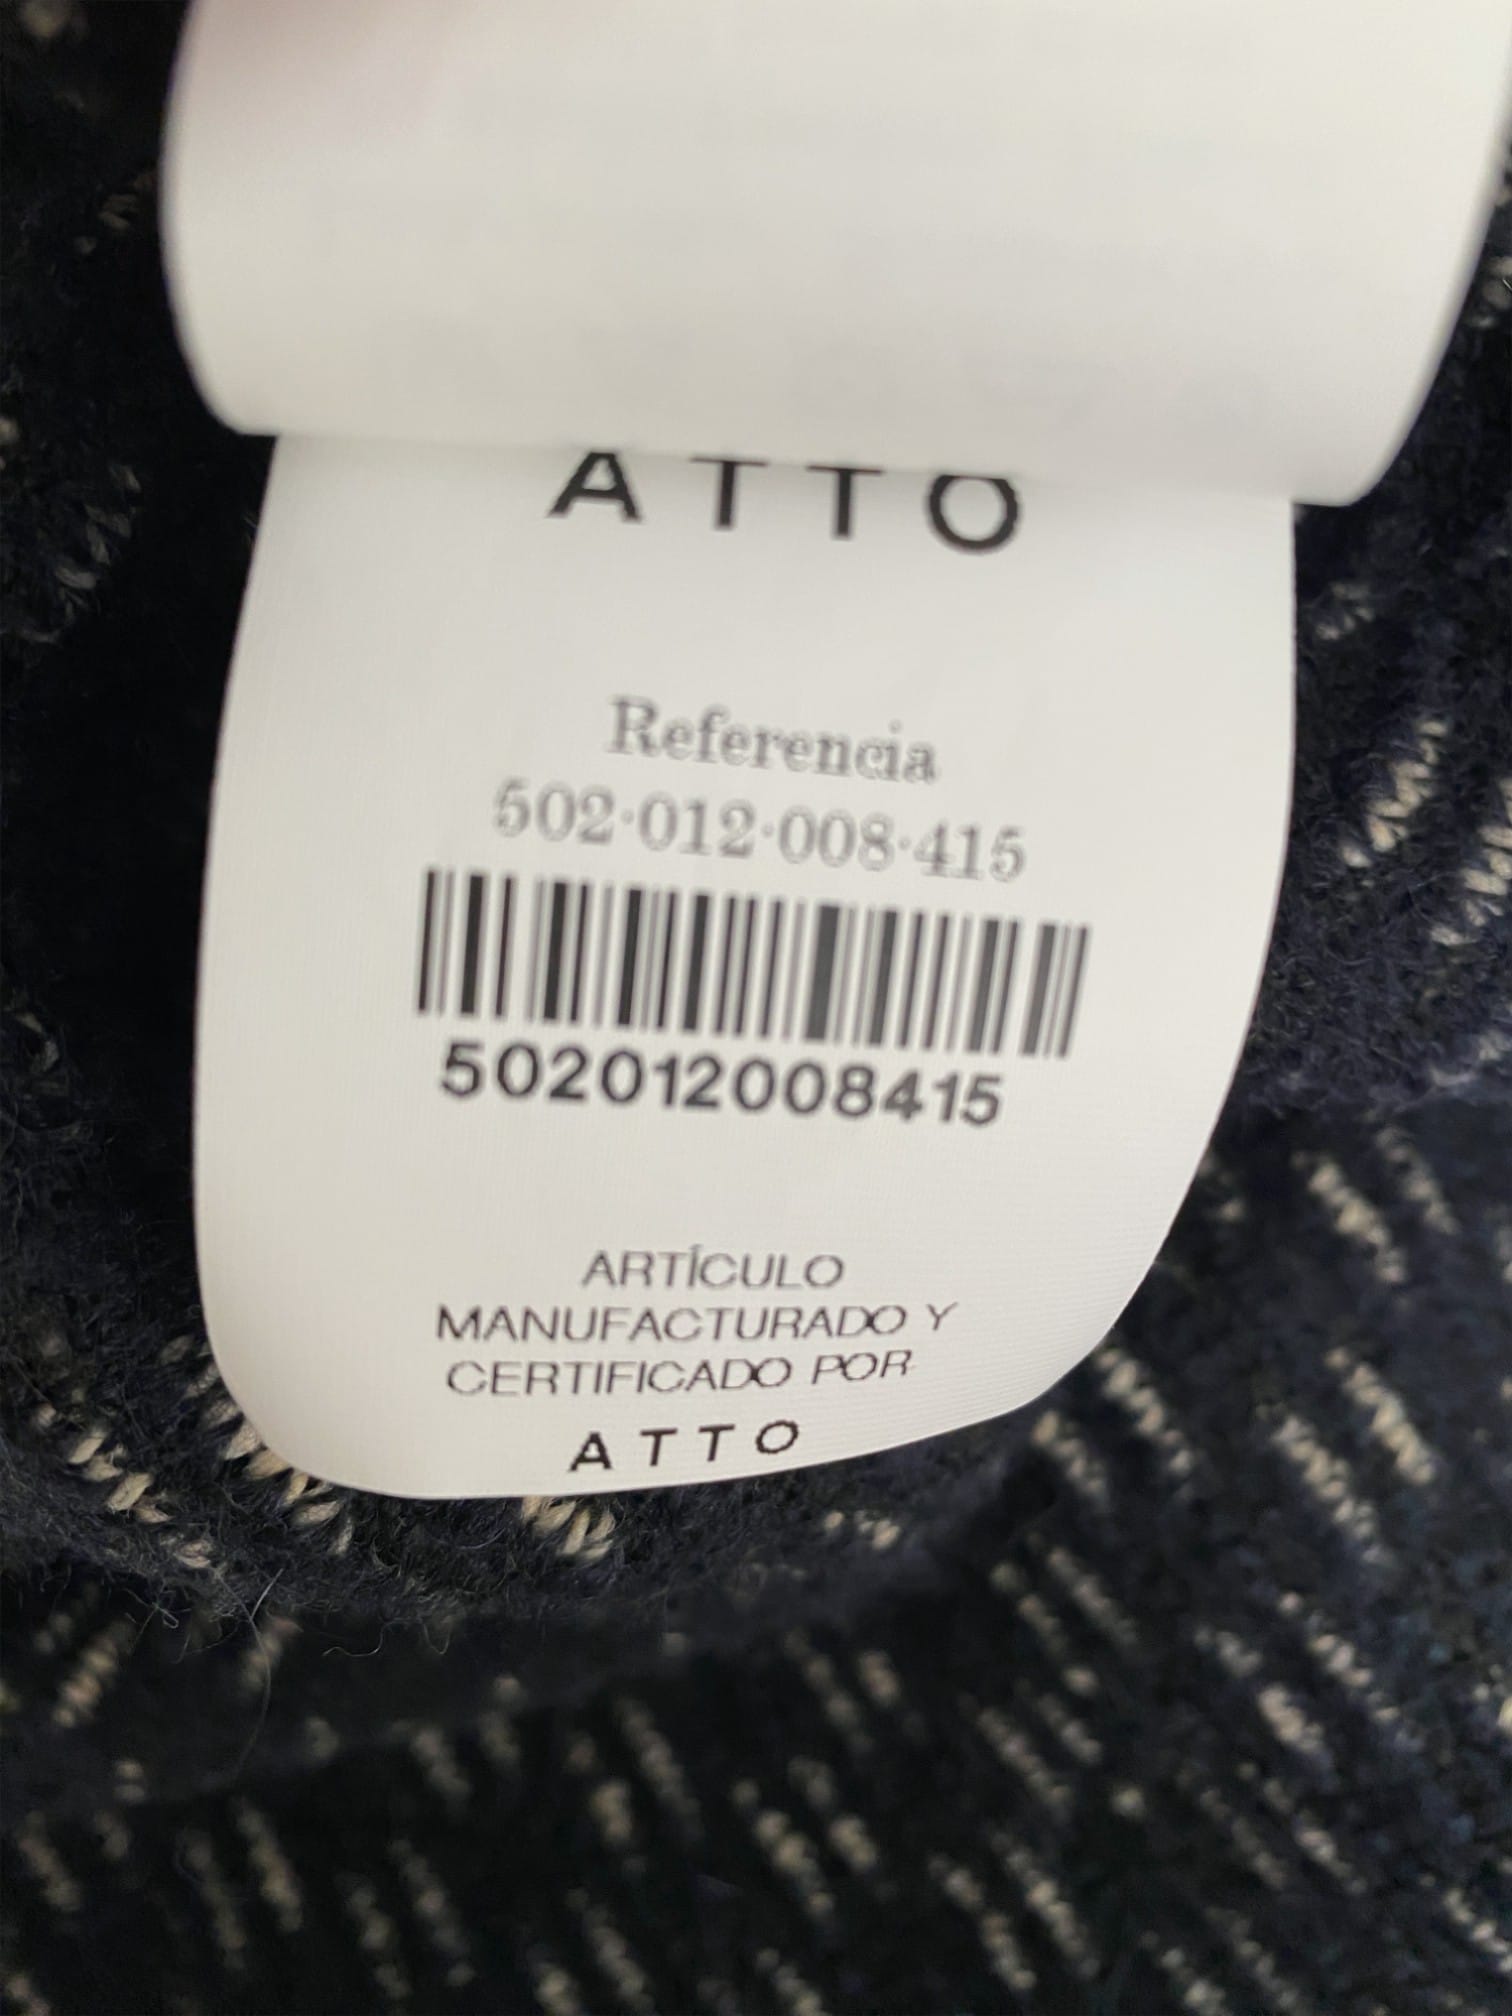 ATTO
Referencia
502·012·008·415
502012008415
ARTÍCULO
MANUFACTURADO Y
CERTIFICADO POR
ATTO